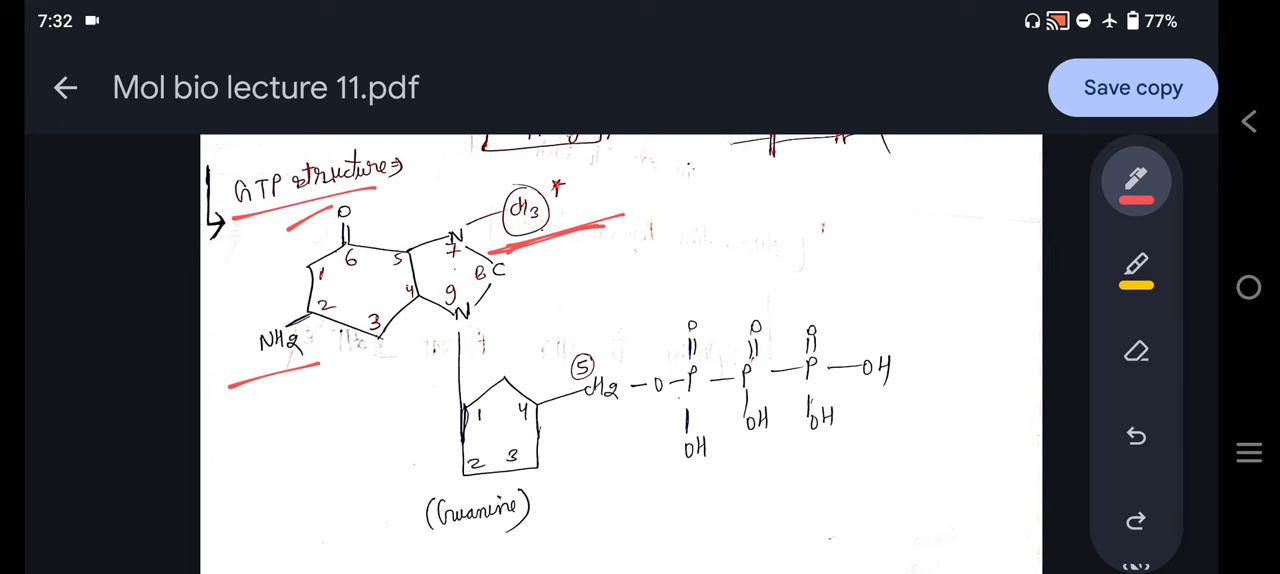 7:32
77%
Mol bio lecture 11.pdf
Save copy
GTP structure⇒
CH3 *
O
N
6
5
7
1
8 C
4
9
2
N
3
NH2
O
O
O
5
CH2 – O – P – P – P – OH
1
4
OH
OH
OH
2
3
(Guanine)